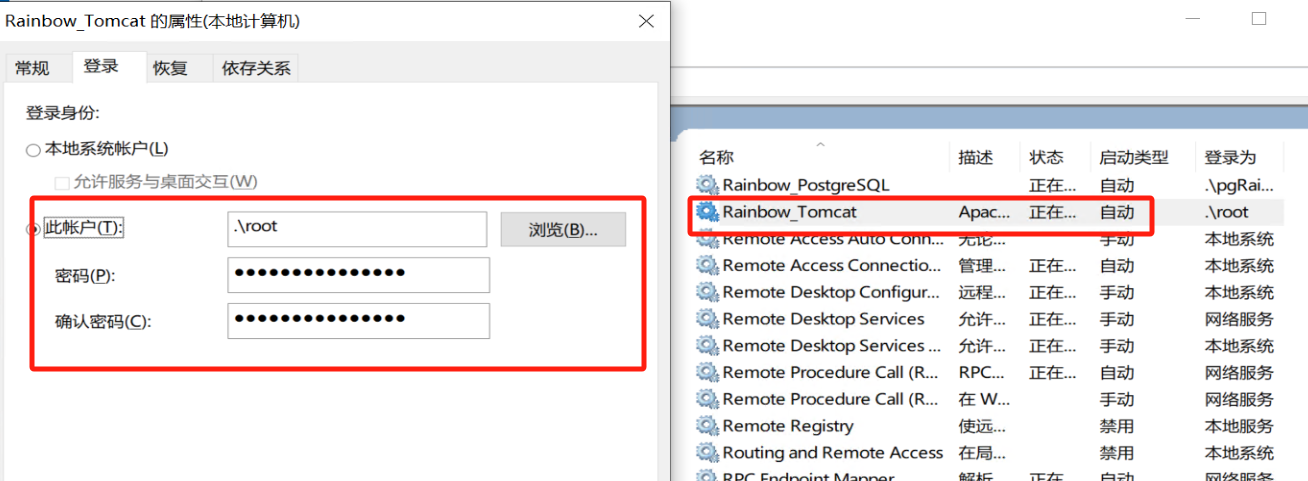 Rainbow_Tomcat 的属性(本地计算机)
常规 登录 恢复 依存关系
登录身份:
本地系统帐户(L)
允许服务与桌面交互(W)
此帐户(T): .\root 浏览(B)...
密码(P): ●●●●●●●●●●●●●●●
确认密码(C): ●●●●●●●●●●●●●●●
名称 描述 状态 启动类型 登录为
Rainbow_PostgreSQL 正在... 自动 .\pgRai...
Rainbow_Tomcat Apac... 正在... 自动 .\root
Remote Access Auto Conn... 无论... 手动 本地系统
Remote Access Connectio... 管理... 正在... 自动 本地系统
Remote Desktop Configur... 远程... 正在... 手动 本地系统
Remote Desktop Services 允许... 正在... 手动 网络服务
Remote Desktop Services ... 允许... 正在... 手动 本地系统
Remote Procedure Call (R... RPC... 正在... 自动 网络服务
Remote Procedure Call (R... 在 W... 手动 网络服务
Remote Registry 使远... 禁用 本地服务
Routing and Remote Access 在局... 禁用 本地系统
RPC Endpoint Mapper 解析... 正在... 自动 网络服务